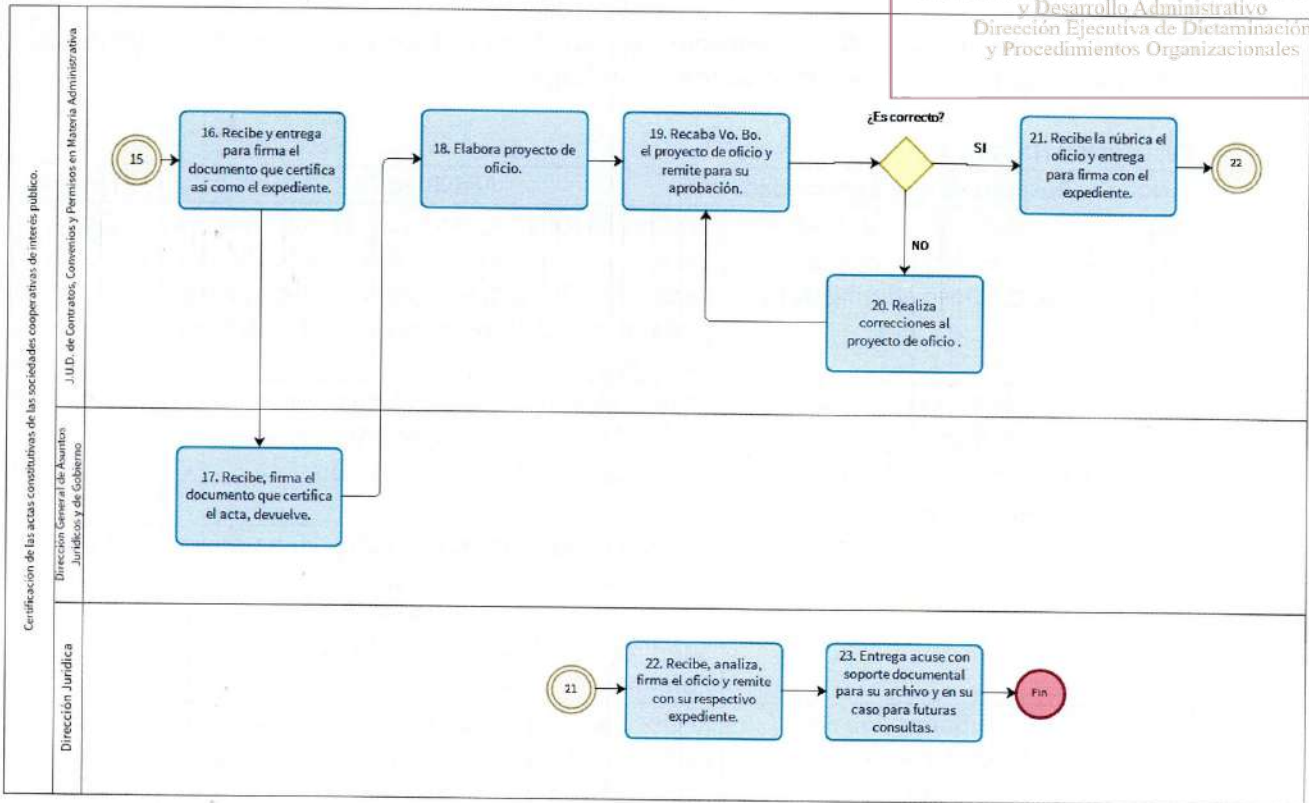 y Desarrollo Administrativo
Dirección Ejecutiva de Dictaminación
y Procedimientos Organizacionales
Certificación de las actas constitutivas de las sociedades cooperativas de interés publico.
J.U.D. de Contratos, Convenios y Permisos en Materia Administrativa
15
16. Recibe y entrega
para firma el
documento que certifica
así como el expediente.
18. Elabora proyecto de
oficio.
19. Recaba Vo. Bo.
el proyecto de oficio y
remite para su
aprobación.
¿Es correcto?
SI
21. Recibe la rúbrica el
oficio y entrega
para firma con el
expediente.
22
NO
20. Realiza
correcciones al
proyecto de oficio .
Dirección General de Asuntos
Jurídicos y de Gobierno
17. Recibe, firma el
documento que certifica
el acta, devuelve.
Dirección Jurídica
21
22. Recibe, analiza,
firma el oficio y remite
con su respectivo
expediente.
23. Entrega acuse con
soporte documental
para su archivo y en su
caso para futuras
consultas.
Fin